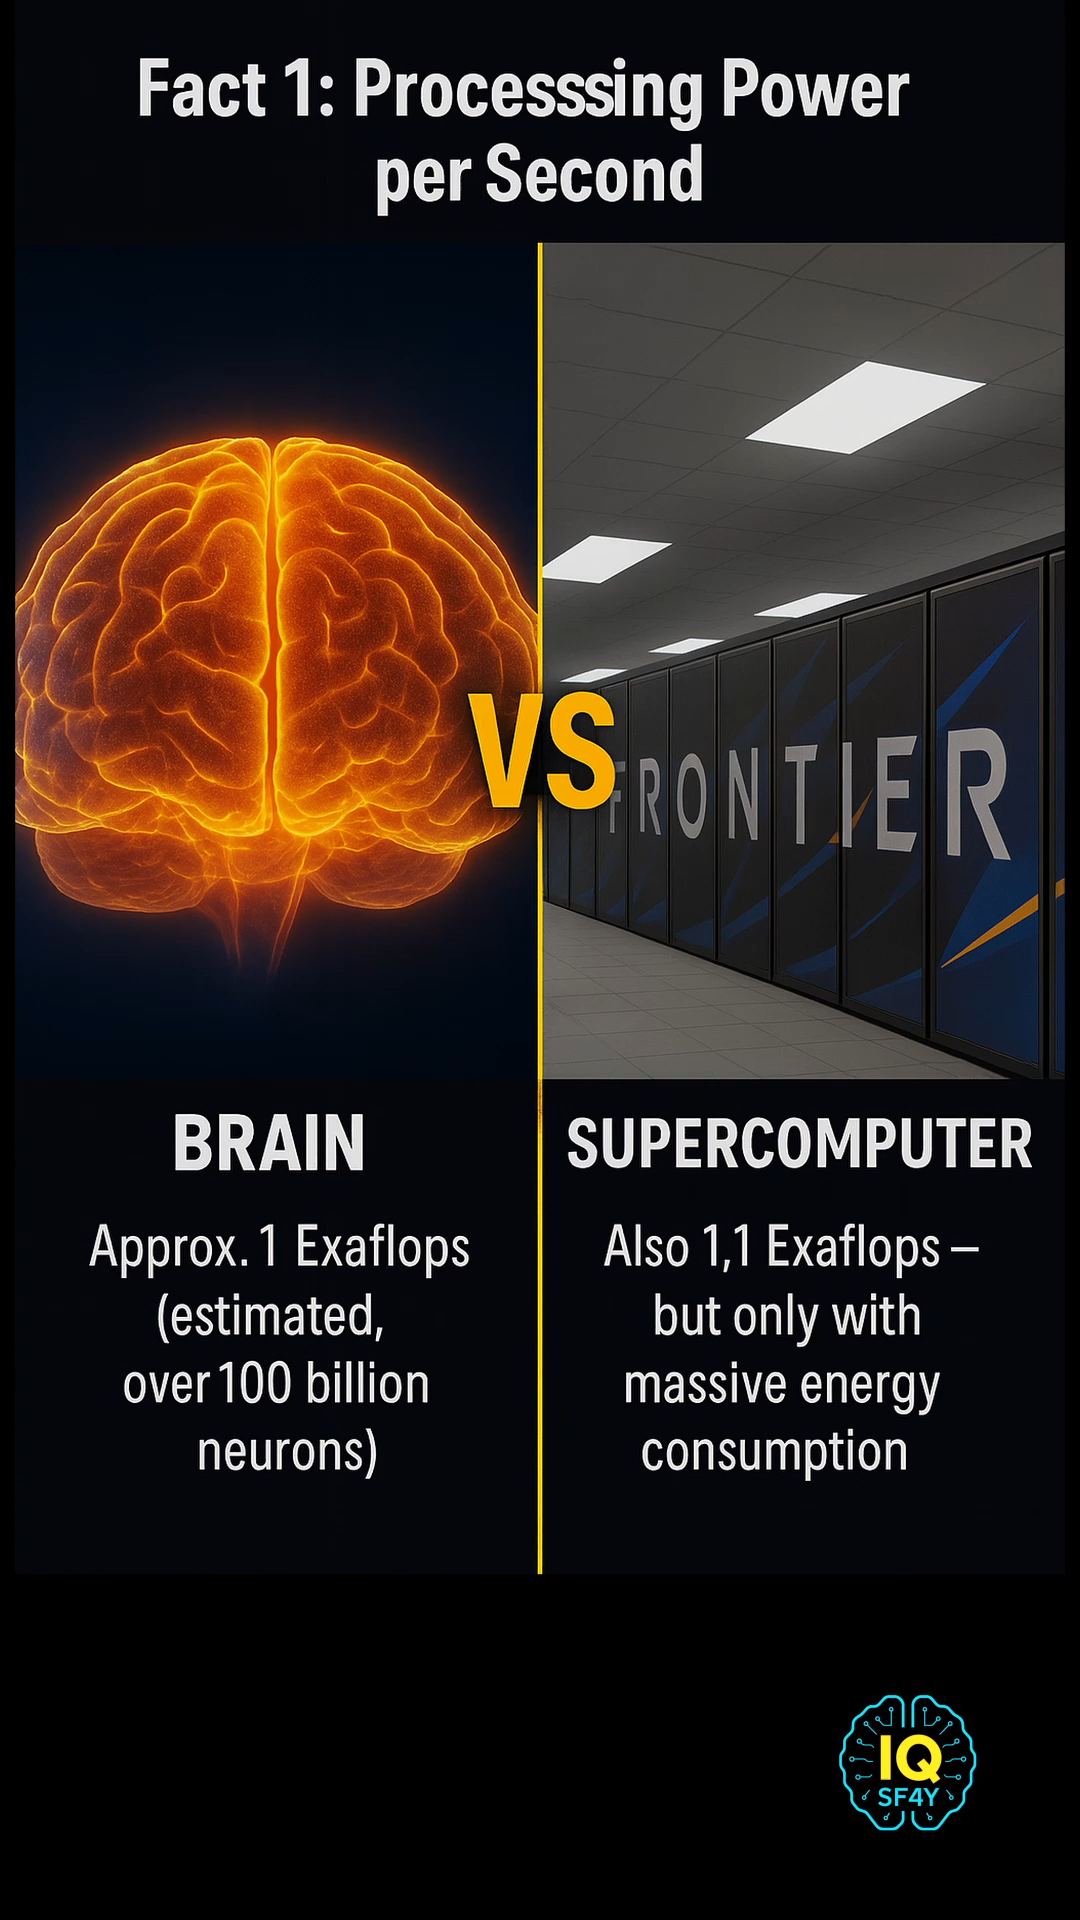 Fact 1: Processsing Power
per Second
VS
FRONTIER
BRAIN
Approx. 1 Exaflops
(estimated,
over 100 billion
neurons)
SUPERCOMPUTER
Also 1,1 Exaflops –
but only with
massive energy
consumption
IQ
SF4Y